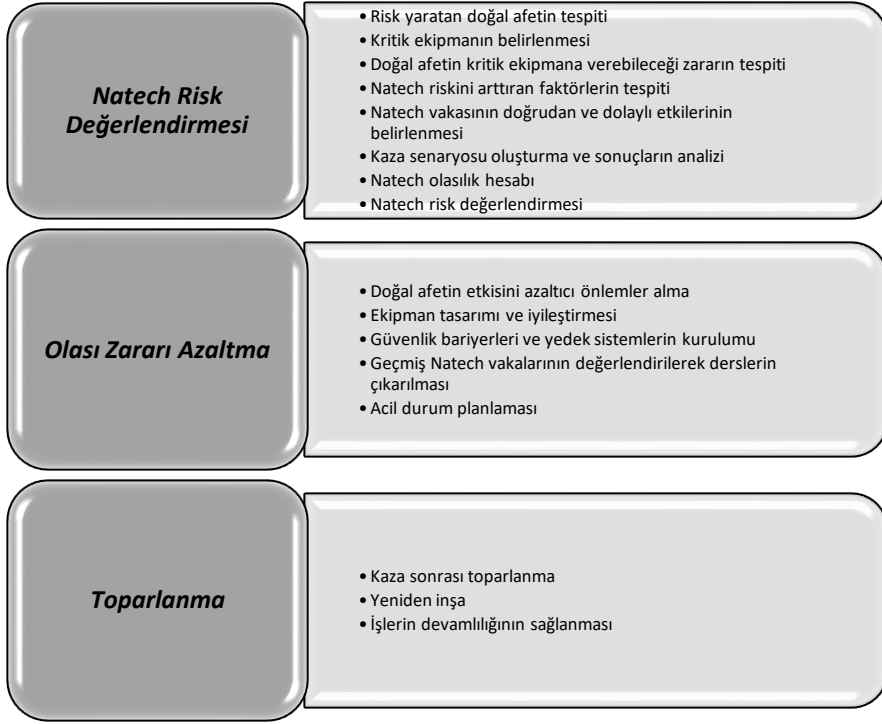 Natech Risk
Değerlendirmesi
• Risk yaratan doğal afetin tespiti
• Kritik ekipmanın belirlenmesi
• Doğal afetin kritik ekipmana verebileceği zararın tespiti
• Natech riskini arttıran faktörlerin tespiti
• Natech vakasının doğrudan ve dolaylı etkilerinin
belirlenmesi
• Kaza senaryosu oluşturma ve sonuçların analizi
• Natech olasılık hesabı
• Natech risk değerlendirmesi
Olası Zararı Azaltma
• Doğal afetin etkisini azaltıcı önlemler alma
• Ekipman tasarımı ve iyileştirmesi
• Güvenlik bariyerleri ve yedek sistemlerin kurulumu
• Geçmiş Natech vakalarının değerlendirilerek derslerin
çıkarılması
• Acil durum planlaması
Toparlanma
• Kaza sonrası toparlanma
• Yeniden inşa
• İşlerin devamlılığının sağlanması